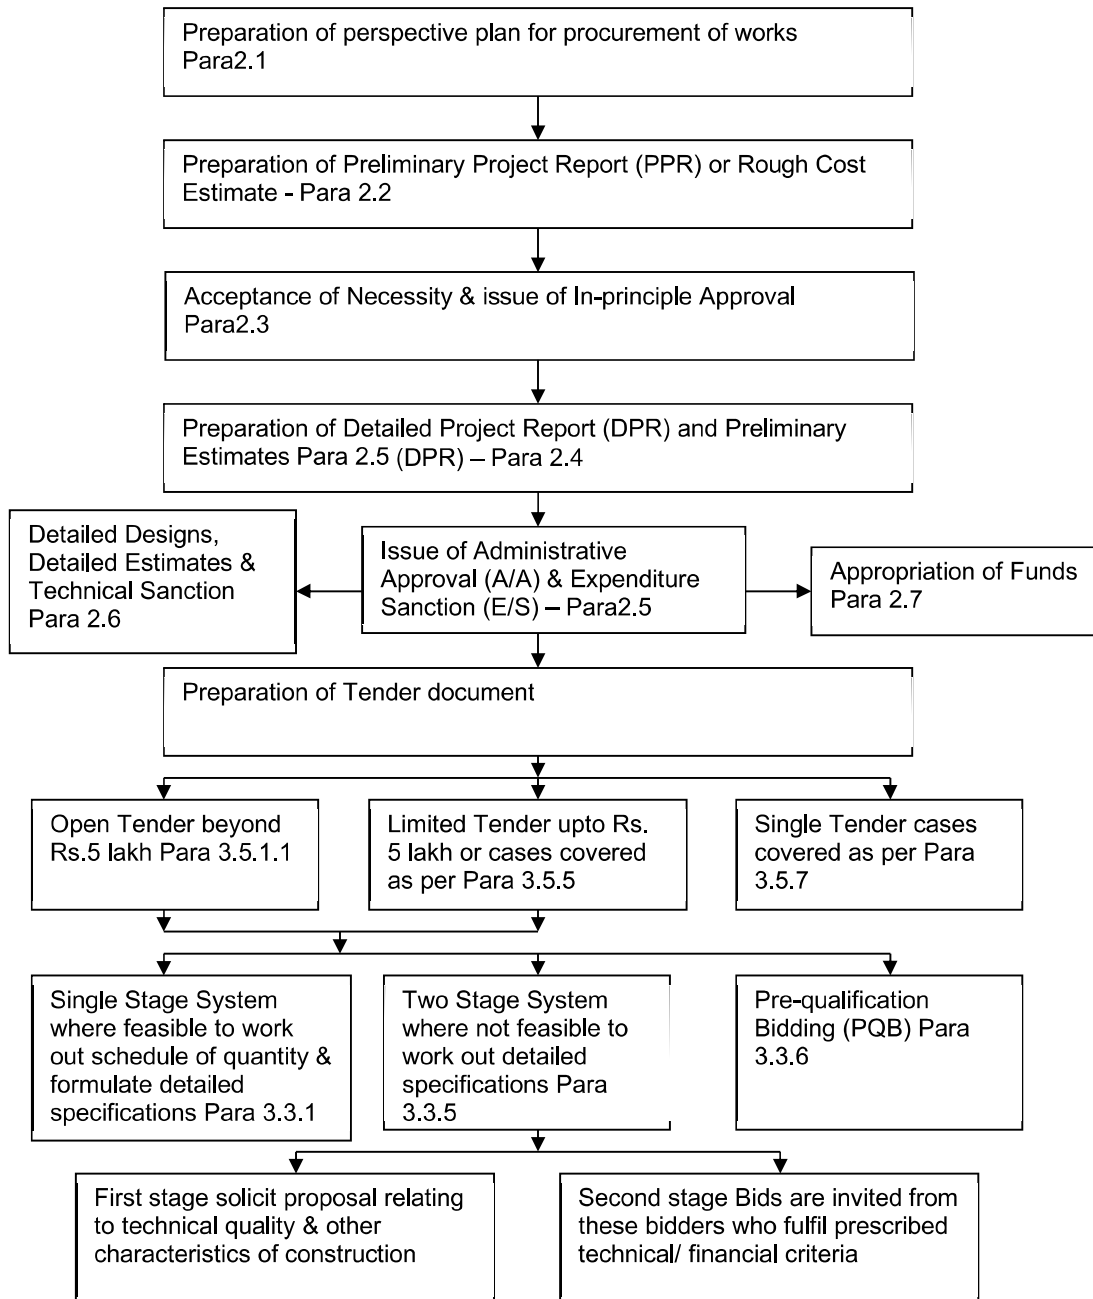 Preparation of perspective plan for procurement of works
Para2.1
Preparation of Preliminary Project Report (PPR) or Rough Cost
Estimate - Para 2.2
Acceptance of Necessity & issue of In-principle Approval
Para2.3
Preparation of Detailed Project Report (DPR) and Preliminary
Estimates Para 2.5 (DPR) – Para 2.4
Detailed Designs,
Detailed Estimates &
Technical Sanction
Para 2.6
Issue of Administrative
Approval (A/A) & Expenditure
Sanction (E/S) – Para2.5
Appropriation of Funds
Para 2.7
Preparation of Tender document
Open Tender beyond
Rs.5 lakh Para 3.5.1.1
Limited Tender upto Rs.
5 lakh or cases covered
as per Para 3.5.5
Single Tender cases
covered as per Para
3.5.7
Single Stage System
where feasible to work
out schedule of quantity &
formulate detailed
specifications Para 3.3.1
Two Stage System
where not feasible to
work out detailed
specifications Para
3.3.5
Pre-qualification
Bidding (PQB) Para
3.3.6
First stage solicit proposal relating
to technical quality & other
characteristics of construction
Second stage Bids are invited from
these bidders who fulfil prescribed
technical/ financial criteria